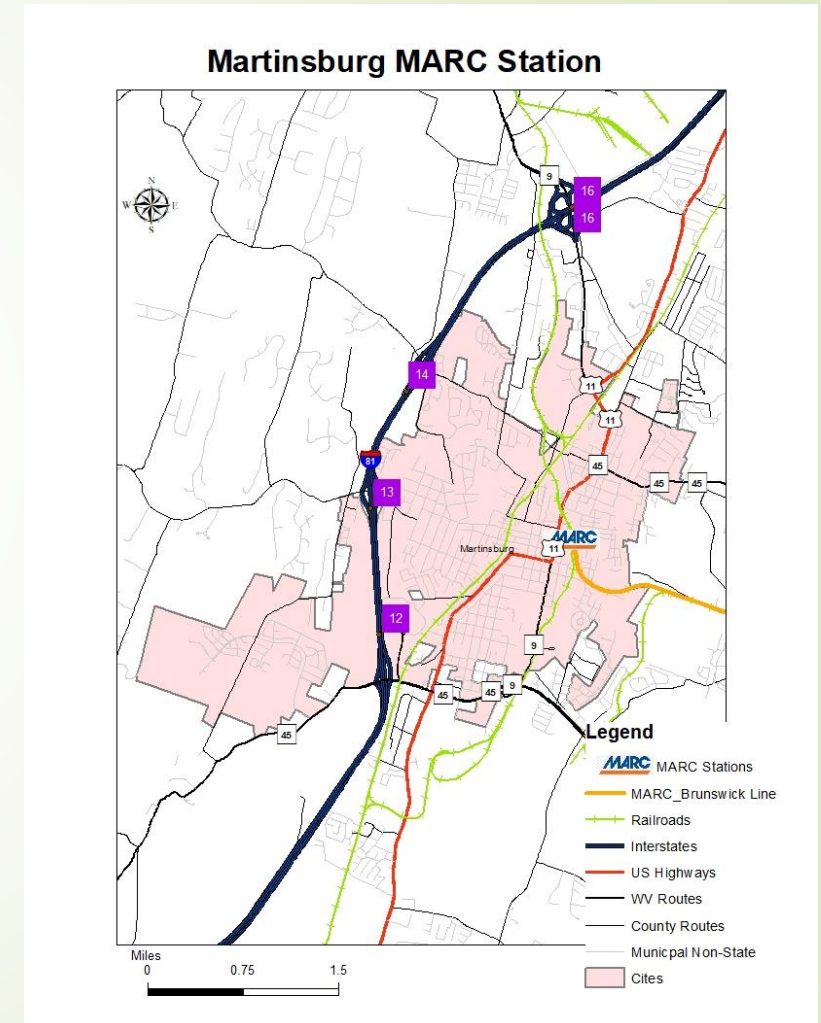 Martinsburg MARC Station
N
W
E
S
9
16
16
14
11
11
81
45
45
45
13
MARC
11
Martinsburg
12
9
9
45
45
45
Legend
MARC MARC Stations
MARC_Brunswick Line
Railroads
Interstates
US Highways
WV Routes
County Routes
Municpal Non-State
Cites
Miles
0 0.75 1.5